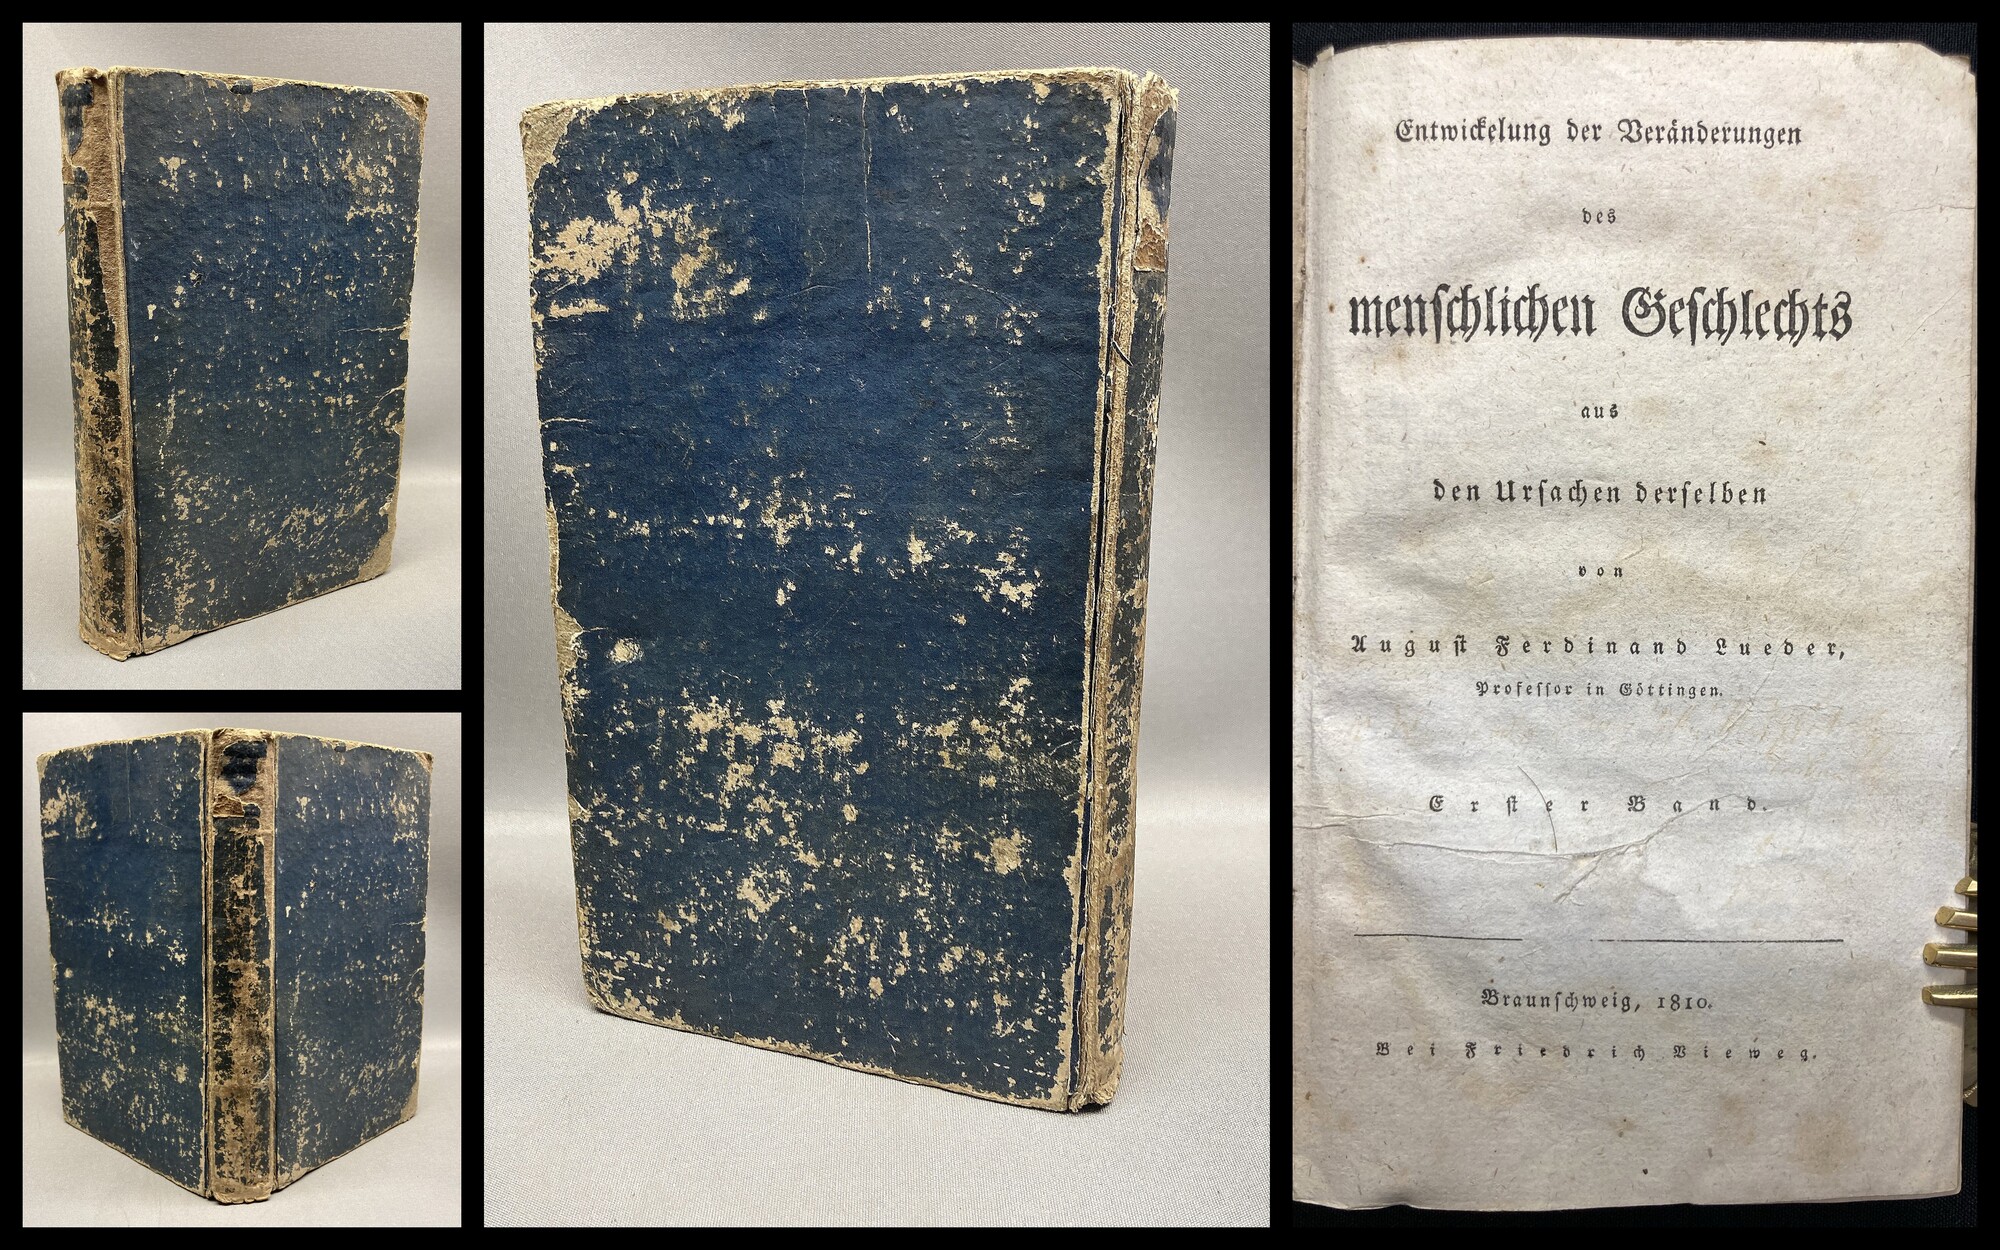 Entwickelung der Veränderungen
des
menſchlichen Geſchlechts
aus
den Urſachen derſelben
von
Auguſt Ferdinand Lueder,
Profeſſor in Göttingen.
Erſter Band.
Braunſchweig, 1810.
Bei Friedrich Vieweg.